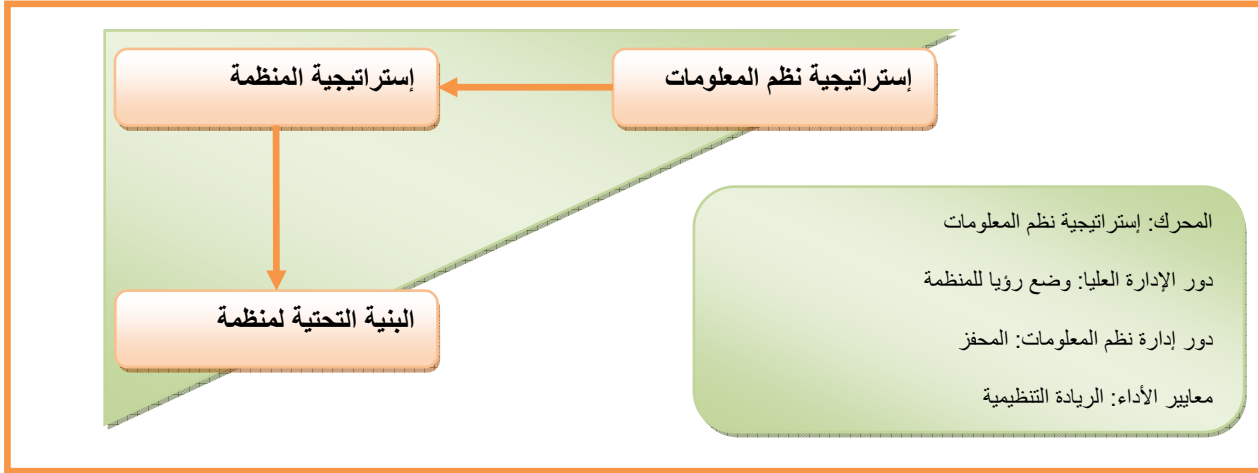 إستراتيجية نظم المعلومات
إستراتيجية المنظمة
البنية التحتية لمنظمة
المحرك: إستراتيجية نظم المعلومات
دور الإدارة العليا: وضع رؤيا للمنظمة
دور إدارة نظم المعلومات: المحفز
معايير الأداء: الريادة التنظيمية